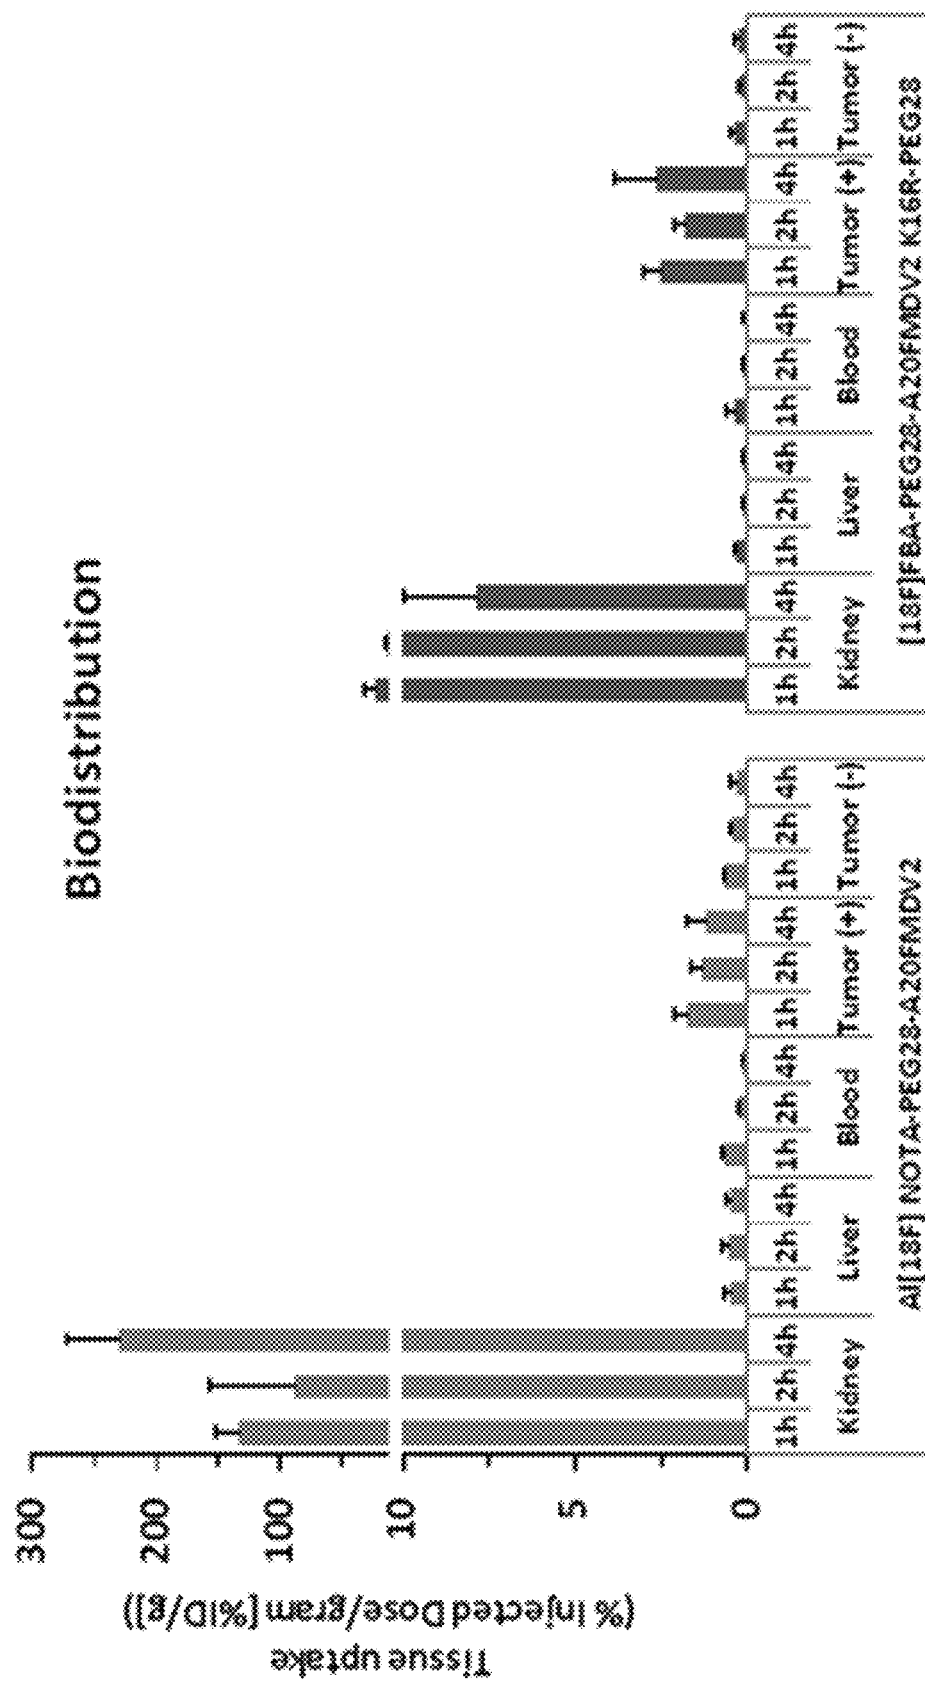 Biodistribution
Tissue uptake
(% Injected Dose/gram [%ID/g])
300
200
100
10
5
0
1h 2h 4h 1h 2h 4h 1h 2h 4h 1h 2h 4h 1h 2h 4h
Kidney Liver Blood Tumor (+) Tumor (-)
Al[18F] NOTA-PEG28-A20FMDV2
1h 2h 4h 1h 2h 4h 1h 2h 4h 1h 2h 4h 1h 2h 4h
Kidney Liver Blood Tumor (+) Tumor (-)
[18F]FBA-PEG28-A20FMDV2 K16R-PEG28